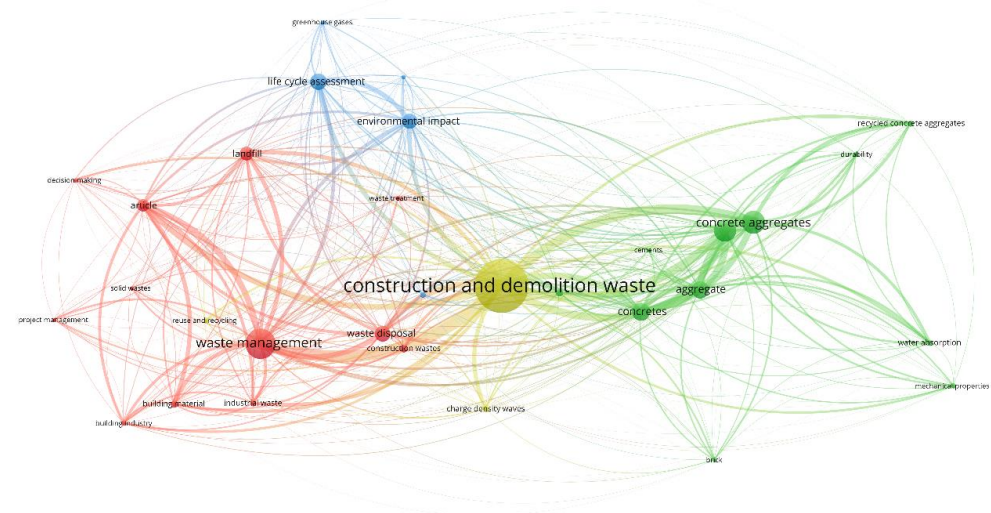 greenhouse gases
life cycle assessment
environmental impact
recycled concrete aggregates
landfill
durability
decision making
waste treatment
article
concrete aggregates
cements
construction and demolition waste
solid wastes
aggregate
concretes
project management
reuse and recycling
waste disposal
waste management
construction wastes
water absorption
mechanical properties
building material
industrial waste
charge density waves
building industry
brick